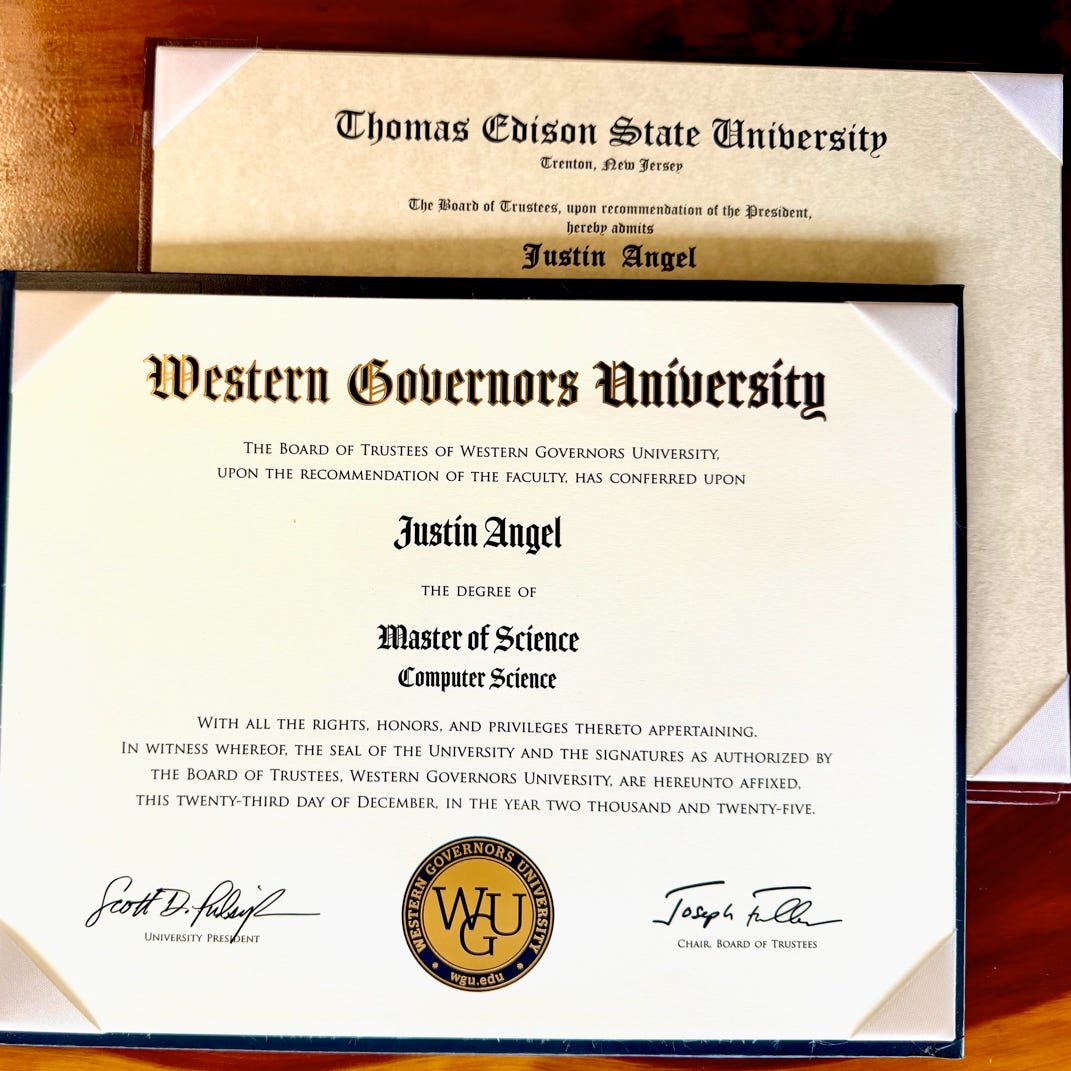 Thomas Edison State University
Trenton, New Jersey
The Board of Trustees, upon recommendation of the President,
hereby admits
Justin Angel
Western Governors University
The Board of Trustees of Western Governors University,
upon the recommendation of the faculty, has conferred upon
Justin Angel
the degree of
Master of Science
Computer Science
With all the rights, honors, and privileges thereto appertaining.
In witness whereof, the seal of the University and the signatures as authorized by
the Board of Trustees, Western Governors University, are hereunto affixed,
this twenty-third day of December, in the year two thousand and twenty-five.
Scott D.
University President
WESTERN GOVERNORS UNIVERSITY
WGU
wgu.edu
Joseph Fuller
Chair, Board of Trustees